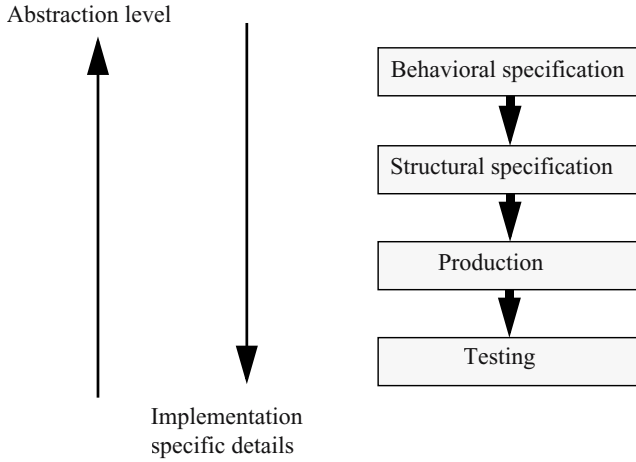 Abstraction level
Behavioral specification
Structural specification
Production
Testing
Implementation
specific details